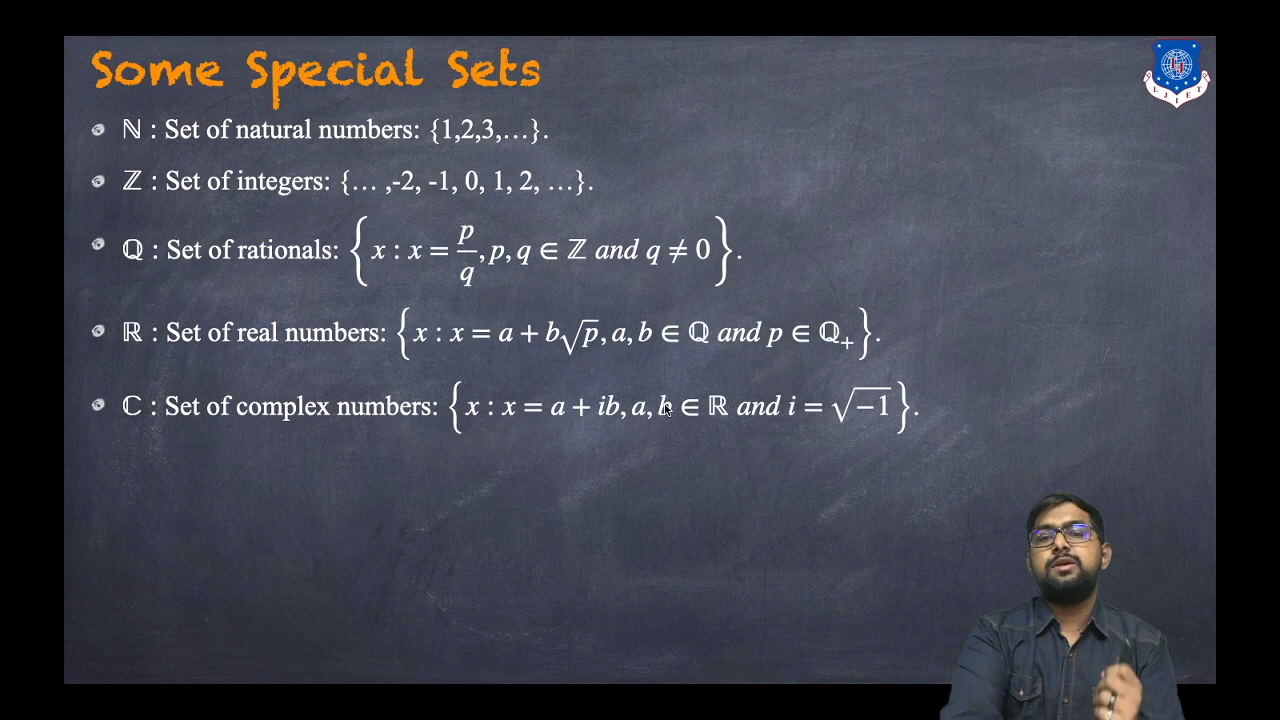 Some Special Sets
LJIET
ℕ : Set of natural numbers: {1,2,3,…}.
ℤ : Set of integers: {… ,-2, -1, 0, 1, 2, …}.
ℚ : Set of rationals: {x : x = p/q, p, q ∈ ℤ and q ≠ 0}.
ℝ : Set of real numbers: {x : x = a + b√p, a, b ∈ ℚ and p ∈ ℚ₊}.
ℂ : Set of complex numbers: {x : x = a + ib, a, b ∈ ℝ and i = √−1}.